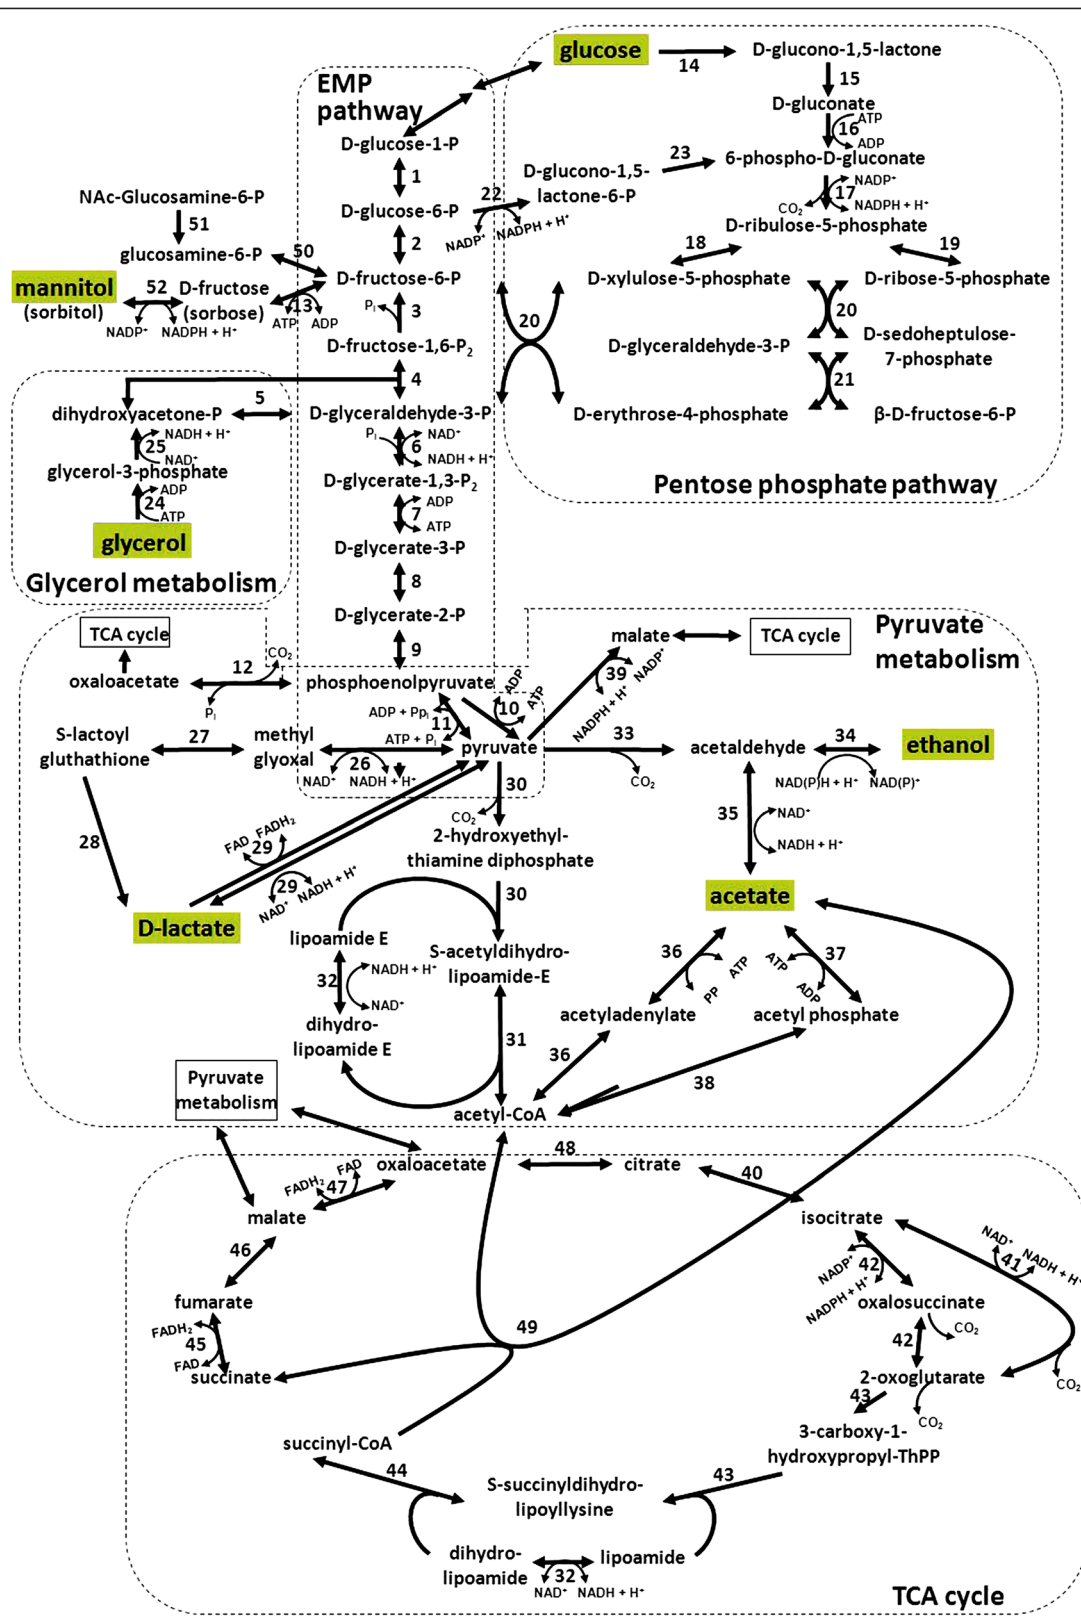 glucose
14
D-glucono-1,5-lactone
EMP
pathway
15
D-gluconate
ATP
16
ADP
D-glucose-1-P
1
D-glucono-1,5-
lactone-6-P
23
6-phospho-D-gluconate
NADP⁺
17
CO₂
NADPH + H⁺
NAc-Glucosamine-6-P
51
D-glucose-6-P
22
NADP⁺
NADPH + H⁺
D-ribulose-5-phosphate
glucosamine-6-P
50
2
18
19
mannitol
(sorbitol)
52
NADP⁺
NADPH + H⁺
D-fructose
(sorbose)
13
ATP
ADP
D-fructose-6-P
Pᵢ
3
D-xylulose-5-phosphate
D-ribose-5-phosphate
20
20
D-fructose-1,6-P₂
D-glyceraldehyde-3-P
D-sedoheptulose-
7-phosphate
4
21
dihydroxyacetone-P
5
D-glyceraldehyde-3-P
D-erythrose-4-phosphate
β-D-fructose-6-P
25
NADH + H⁺
NAD⁺
Pᵢ
6
NAD⁺
NADH + H⁺
glycerol-3-phosphate
D-glycerate-1,3-P₂
Pentose phosphate pathway
24
ADP
ATP
7
ADP
ATP
glycerol
D-glycerate-3-P
Glycerol metabolism
8
D-glycerate-2-P
9
TCA cycle
malate
TCA cycle
Pyruvate
metabolism
oxaloacetate
12
CO₂
Pᵢ
phosphoenolpyruvate
ADP
ATP
10
39
NADP⁺
NADPH + H⁺
ADP + Ppᵢ
11
ATP + Pᵢ
S-lactoyl
gluthathione
27
methyl
glyoxal
26
NAD⁺
NADH + H⁺
pyruvate
33
CO₂
acetaldehyde
34
ethanol
NAD(P)H + H⁺
NAD(P)⁺
30
CO₂
35
NAD⁺
NADH + H⁺
28
FAD
FADH₂
29
2-hydroxyethyl-
thiamine diphosphate
29
NAD⁺
NADH + H⁺
30
acetate
D-lactate
lipoamide E
S-acetyldihydro-
lipoamide-E
36
ATP
PP
ATP
37
ADP
32
NADH + H⁺
NAD⁺
dihydro-
lipoamide E
31
acetyladenylate
acetyl phosphate
36
38
Pyruvate
metabolism
acetyl-CoA
oxaloacetate
48
citrate
40
FADH₂
FAD
47
malate
isocitrate
46
NAD⁺
41
NADH + H⁺
NADP⁺
42
NADPH + H⁺
fumarate
oxalosuccinate
FADH₂
45
FAD
49
42
CO₂
CO₂
succinate
2-oxoglutarate
43
CO₂
3-carboxy-1-
hydroxypropyl-ThPP
succinyl-CoA
44
S-succinyldihydro-
lipoyllysine
43
dihydro-
lipoamide
32
NAD⁺
NADH + H⁺
lipoamide
TCA cycle